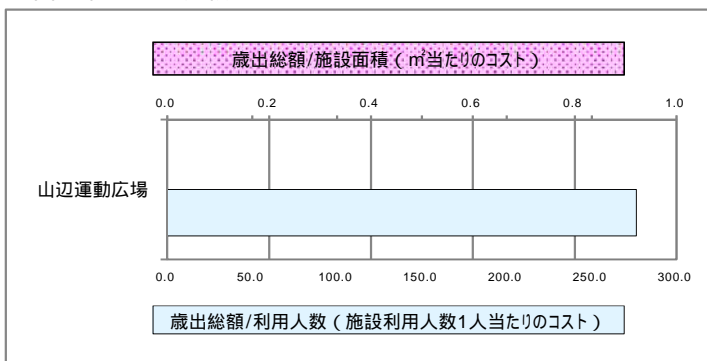 歳出総額/施設面積(㎡当たりのコスト)
0.0 0.2 0.4 0.6 0.8 1.0
山辺運動広場
0.0 50.0 100.0 150.0 200.0 250.0 300.0
歳出総額/利用人数(施設利用人数1人当たりのコスト)